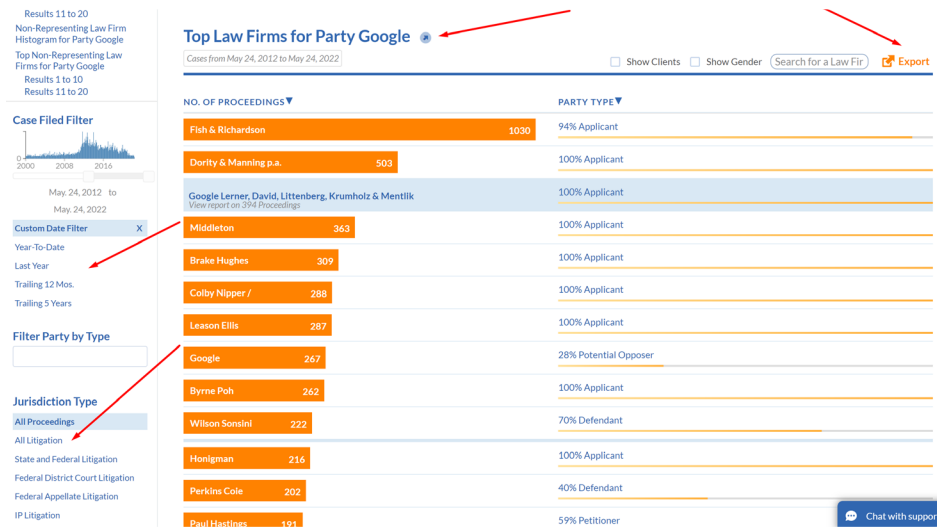 Results 11 to 20
Non-Representing Law Firm
Histogram for Party Google
Top Non-Representing Law
Firms for Party Google
Results 1 to 10
Results 11 to 20
Case Filed Filter
0
2000 2008 2016
May. 24, 2012 to
May. 24, 2022
Custom Date Filter X
Year-To-Date
Last Year
Trailing 12 Mos.
Trailing 5 Years
Filter Party by Type
Jurisdiction Type
All Proceedings
All Litigation
State and Federal Litigation
Federal District Court Litigation
Federal Appellate Litigation
IP Litigation
Top Law Firms for Party Google
Cases from May 24, 2012 to May 24, 2022
Show Clients Show Gender Search for a Law Fir Export
NO. OF PROCEEDINGS▼ PARTY TYPE▼
Fish & Richardson 1030 94% Applicant
Dority & Manning p.a. 503 100% Applicant
Google Lerner, David, Littenberg, Krumholz & Mentlik 100% Applicant
View report on 394 Proceedings
Middleton 363 100% Applicant
Brake Hughes 309 100% Applicant
Colby Nipper / 288 100% Applicant
Leason Ellis 287 100% Applicant
Google 267 28% Potential Opposer
Byrne Poh 262 100% Applicant
Wilson Sonsini 222 70% Defendant
Honigman 216 100% Applicant
Perkins Coie 202 40% Defendant
Paul Hastings 191 59% Petitioner
Chat with suppor